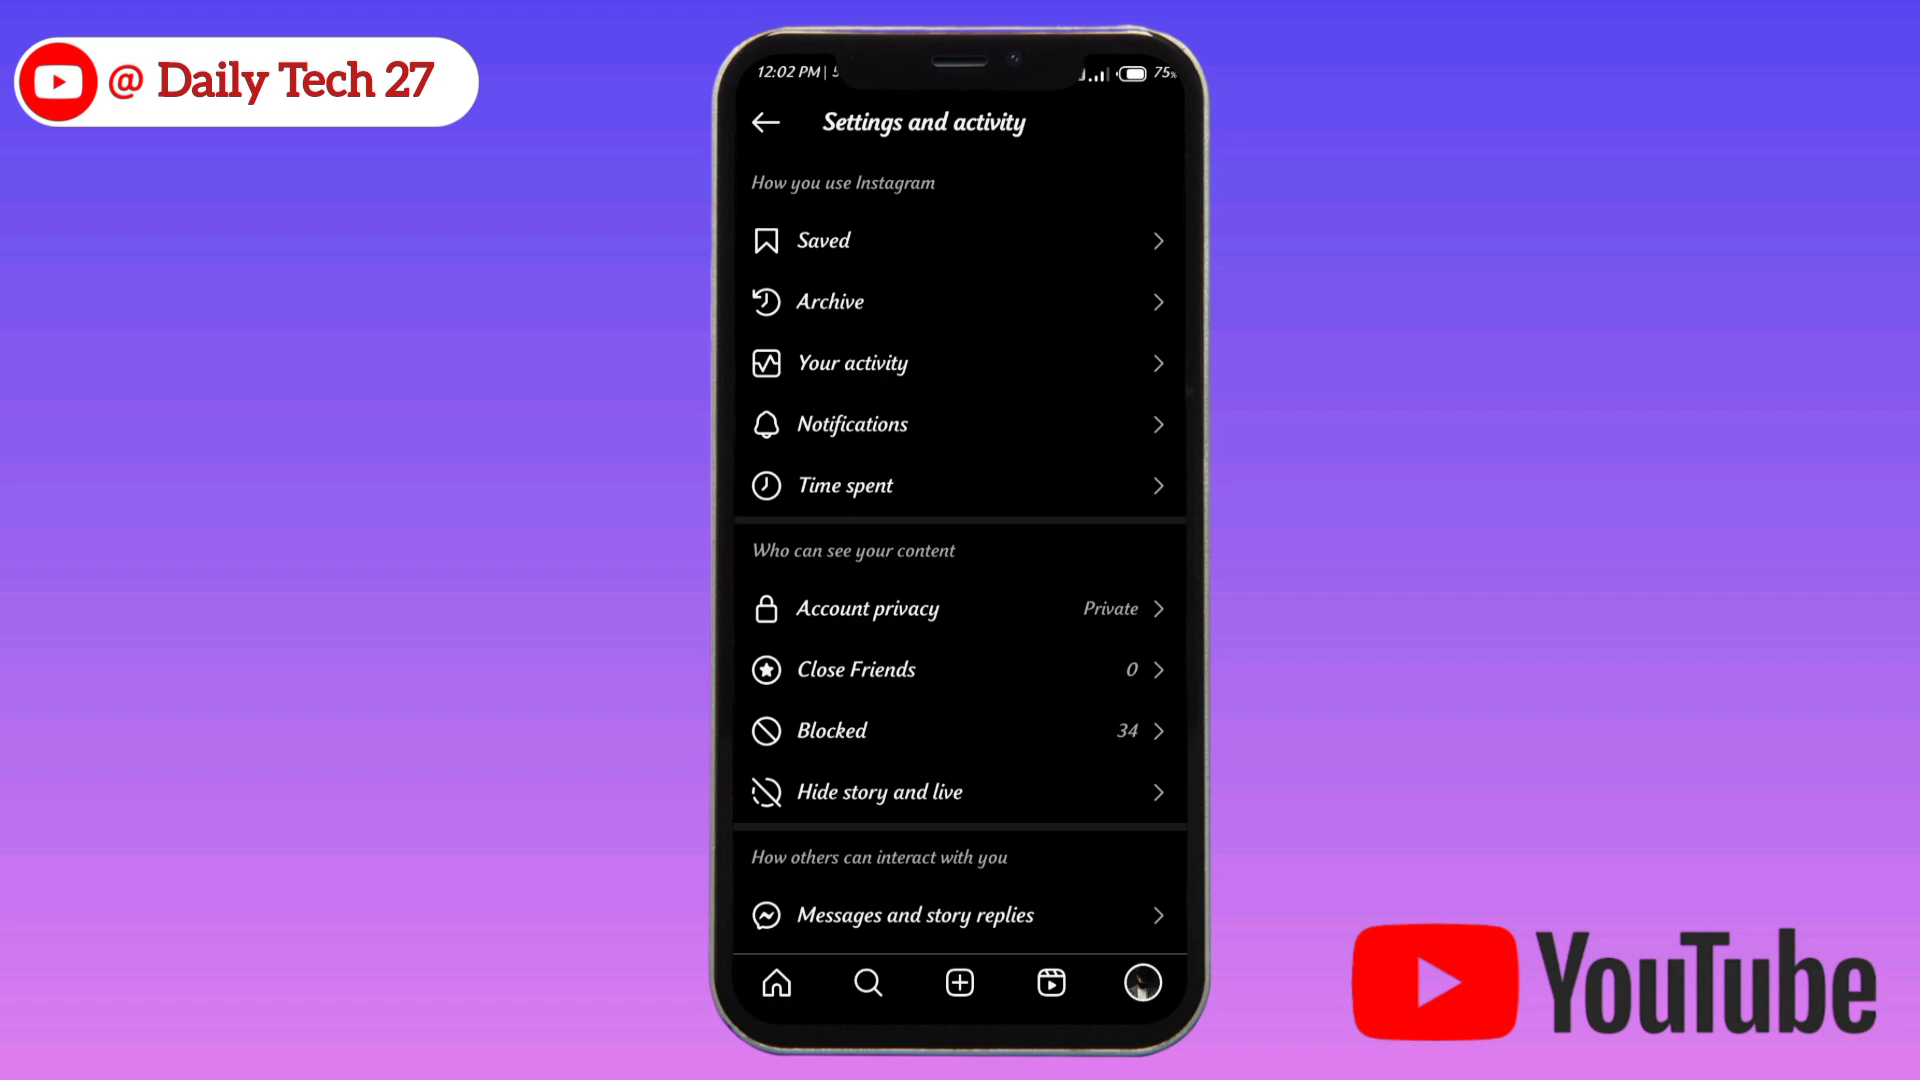 @ Daily Tech 27
12:02 PM |
75%
Settings and activity
How you use Instagram
Saved
Archive
Your activity
Notifications
Time spent
Who can see your content
Account privacy Private
Close Friends 0
Blocked 34
Hide story and live
How others can interact with you
Messages and story replies
YouTube